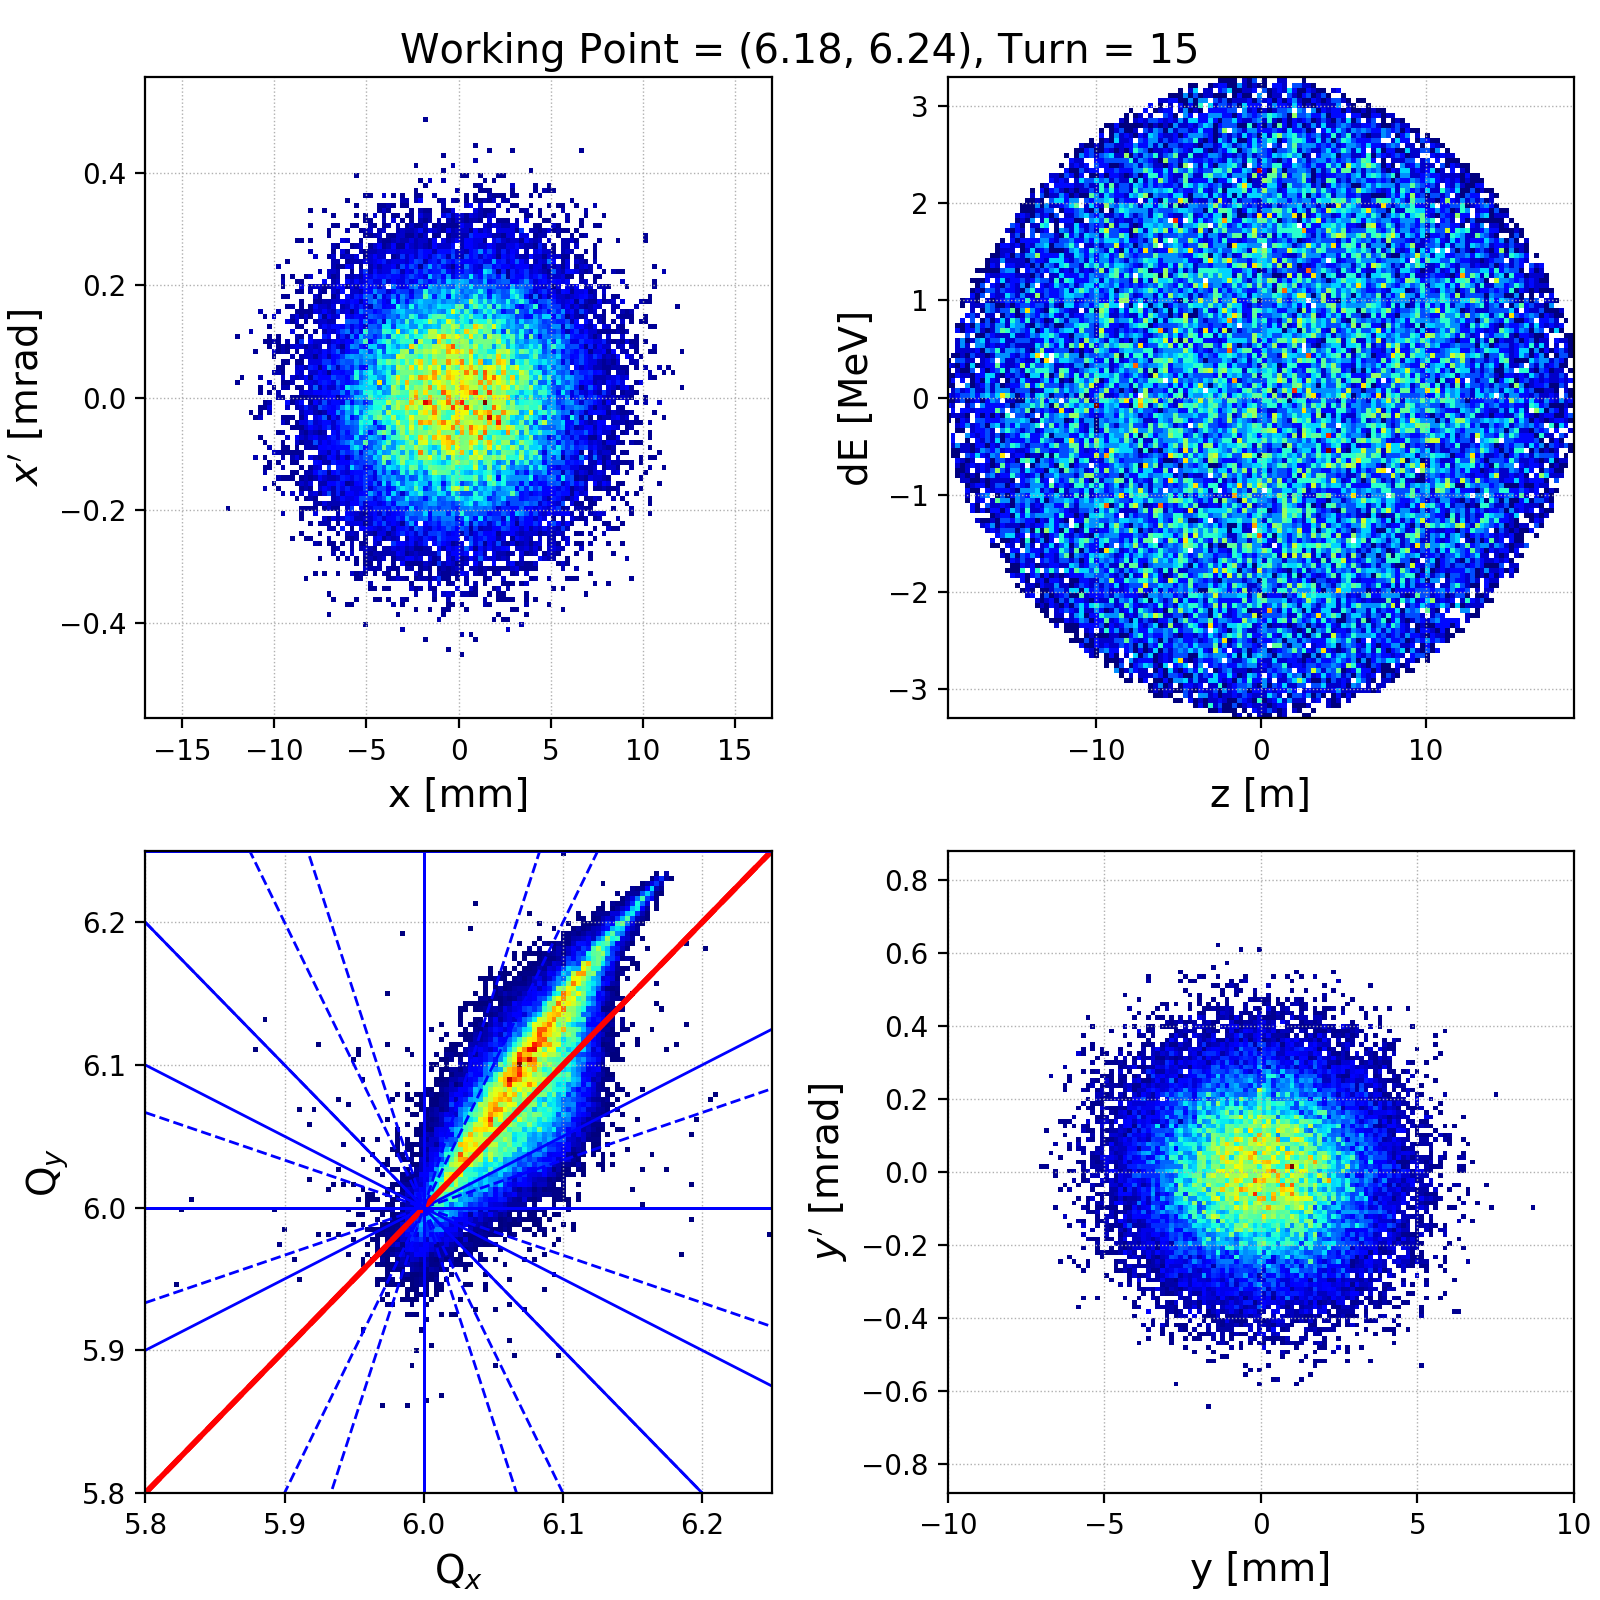 Working Point = (6.18, 6.24), Turn = 15
0.4
0.2
0.0
−0.2
−0.4
x′ [mrad]
−15 −10 −5 0 5 10 15
x [mm]
3
2
1
0
−1
−2
−3
dE [MeV]
−10 0 10
z [m]
6.2
6.1
6.0
5.9
5.8
Qy
5.8 5.9 6.0 6.1 6.2
Qx
0.8
0.6
0.4
0.2
0.0
−0.2
−0.4
−0.6
−0.8
y′ [mrad]
−10 −5 0 5 10
y [mm]